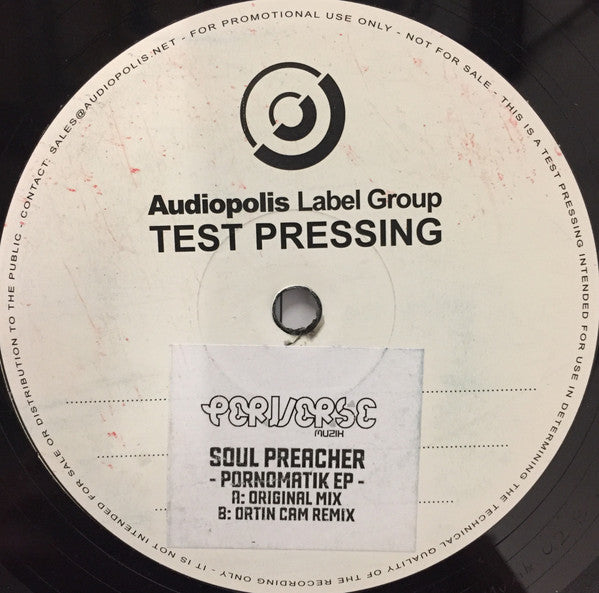 FOR PROMOTIONAL USE ONLY - NOT FOR SALE - THIS IS A TEST PRESSING INTENDED FOR USE IN DETERMINING THE TECHNICAL QUALITY OF THE RECORDING ONLY - IT IS NOT INTENDED FOR SALE OR DISTRIBUTION TO THE PUBLIC - CONTACT: SALES@AUDIOPOLIS.NET -
Audiopolis Label Group
TEST PRESSING
PERVERSE
MUZIK
SOUL PREACHER
- PORNOMATIK EP -
A: ORIGINAL MIX
B: ORTIN CAM REMIX